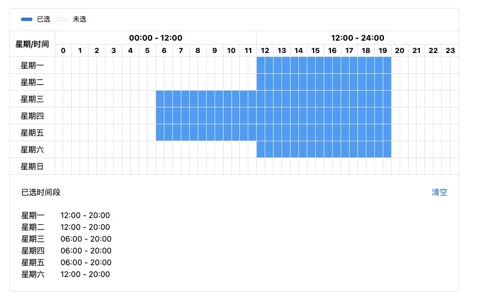 已选 未选
星期/时间 00:00 - 12:00 12:00 - 24:00
0 1 2 3 4 5 6 7 8 9 10 11 12 13 14 15 16 17 18 19 20 21 22 23
星期一
星期二
星期三
星期四
星期五
星期六
星期日
已选时间段 清空
星期一 12:00 - 20:00
星期二 12:00 - 20:00
星期三 06:00 - 20:00
星期四 06:00 - 20:00
星期五 06:00 - 20:00
星期六 12:00 - 20:00